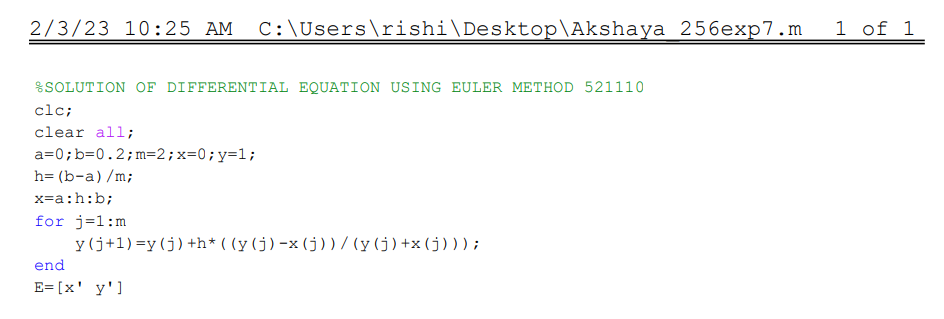 2/3/23 10:25 AM C:\Users\rishi\Desktop\Akshaya_256exp7.m 1 of 1
%SOLUTION OF DIFFERENTIAL EQUATION USING EULER METHOD 521110
clc;
clear all;
a=0;b=0.2;m=2;x=0;y=1;
h=(b-a)/m;
x=a:h:b;
for j=1:m
    y(j+1)=y(j)+h*((y(j)-x(j))/(y(j)+x(j)));
end
E=[x' y']